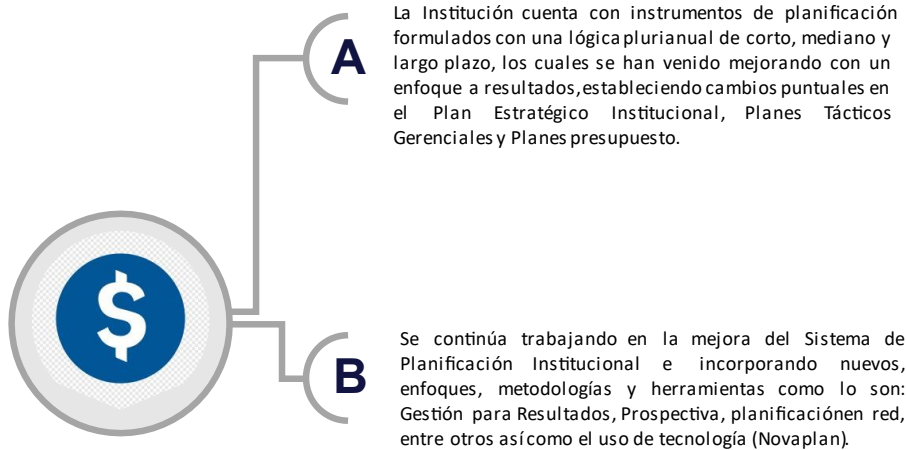 A
La Institución cuenta con instrumentos de planificación
formulados con una lógica plurianual de corto, mediano y
largo plazo, los cuales se han venido mejorando con un
enfoque a resultados, estableciendo cambios puntuales en
el Plan Estratégico Institucional, Planes Tácticos
Gerenciales y Planes presupuesto.
$
B
Se continúa trabajando en la mejora del Sistema de
Planificación Institucional e incorporando nuevos,
enfoques, metodologías y herramientas como lo son:
Gestión para Resultados, Prospectiva, planificaciónen red,
entre otros así como el uso de tecnología (Novaplan).